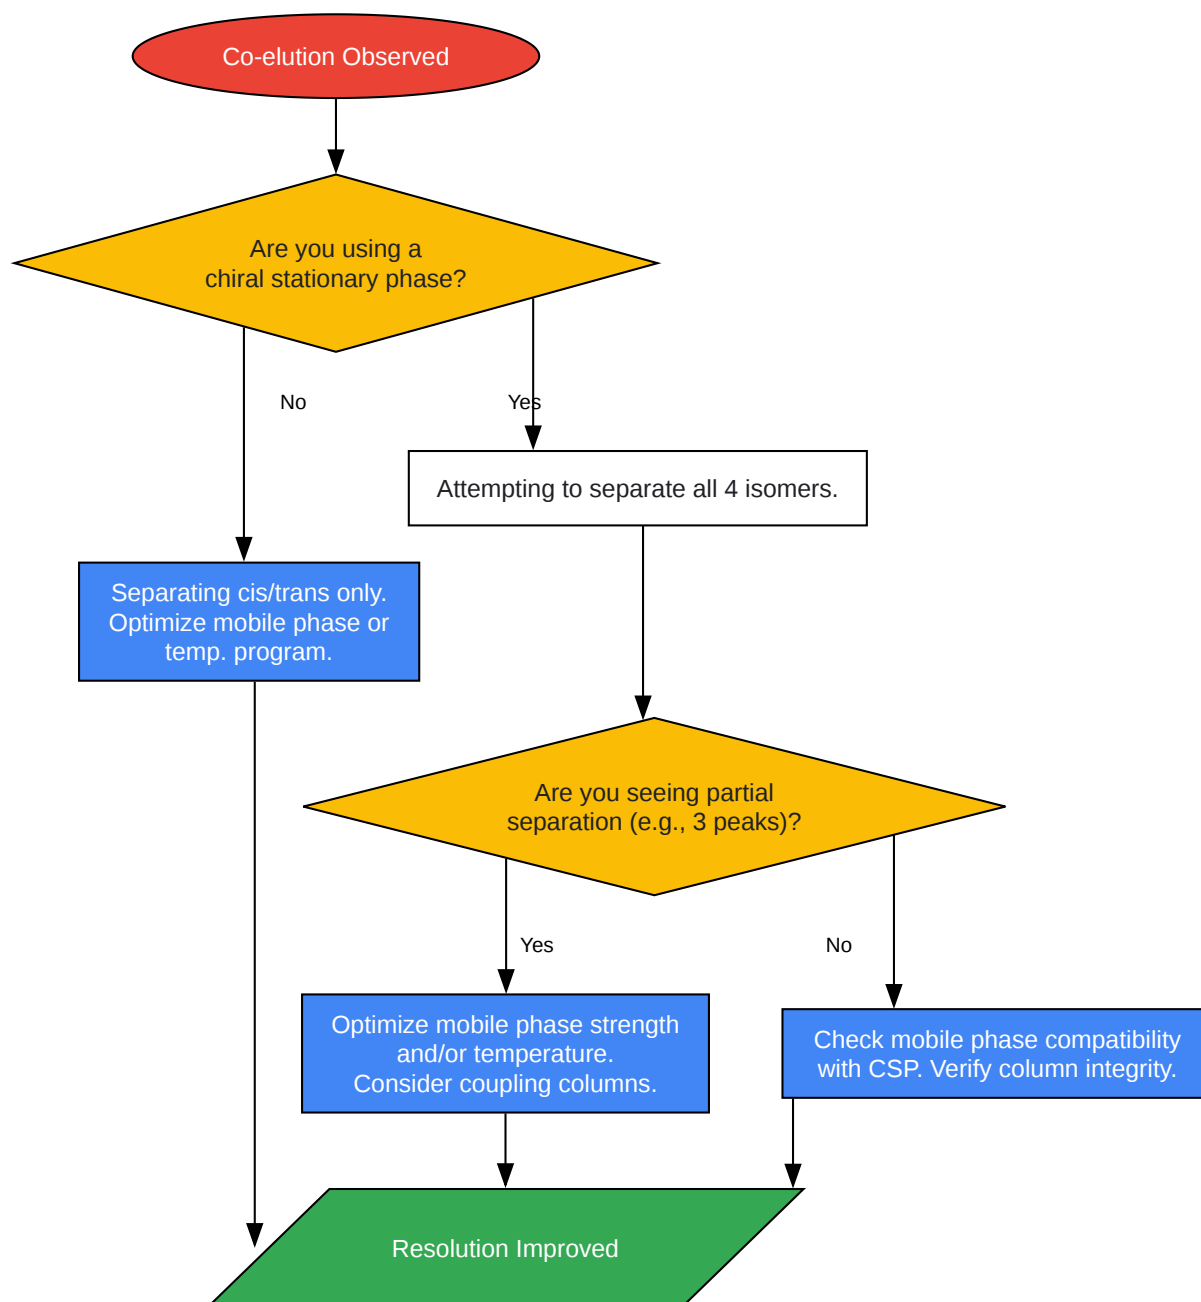 Co-elution Observed
Are you using a
chiral stationary phase?
No
Yes
Attempting to separate all 4 isomers.
Separating cis/trans only.
Optimize mobile phase or
temp. program.
Are you seeing partial
separation (e.g., 3 peaks)?
Yes
No
Optimize mobile phase strength
and/or temperature.
Consider coupling columns.
Check mobile phase compatibility
with CSP. Verify column integrity.
Resolution Improved